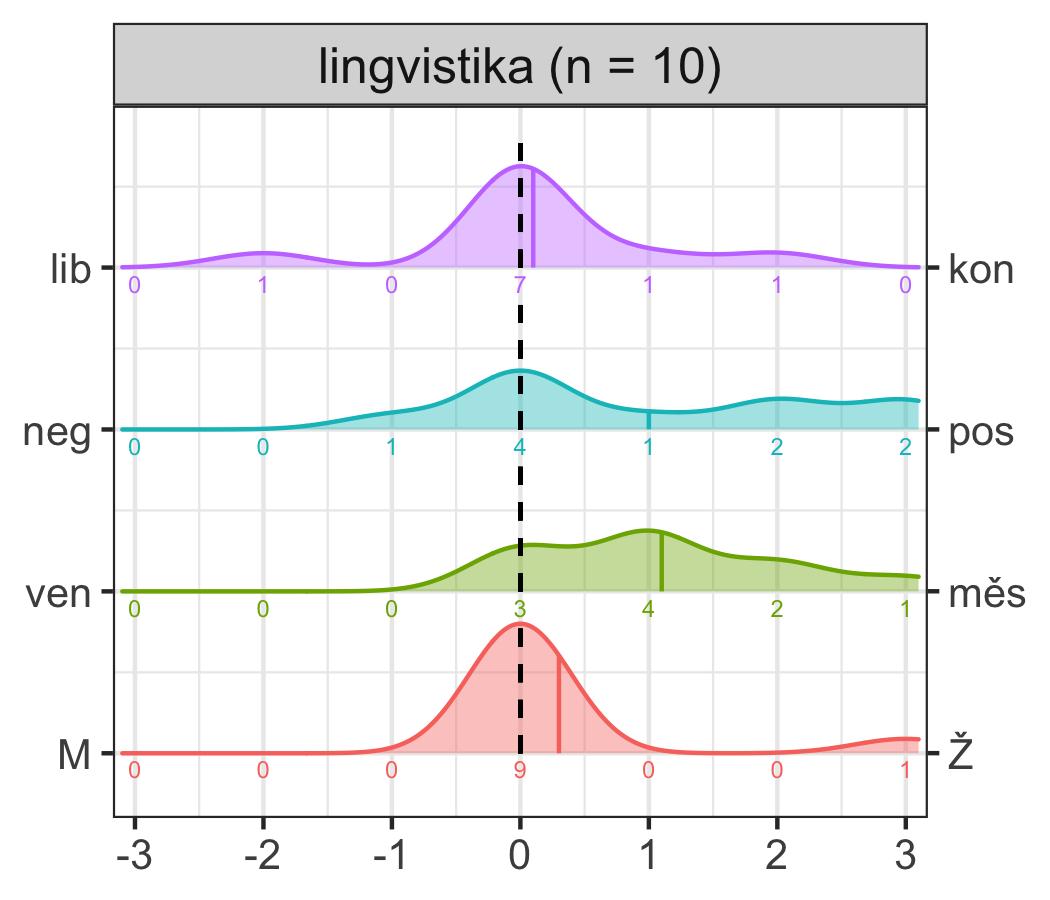 lingvistika (n = 10)
lib kon
0 1 0 7 1 1 0
neg pos
0 0 1 4 1 2 2
ven měs
0 0 0 3 4 2 1
M Ž
0 0 0 9 0 0 1
-3 -2 -1 0 1 2 3